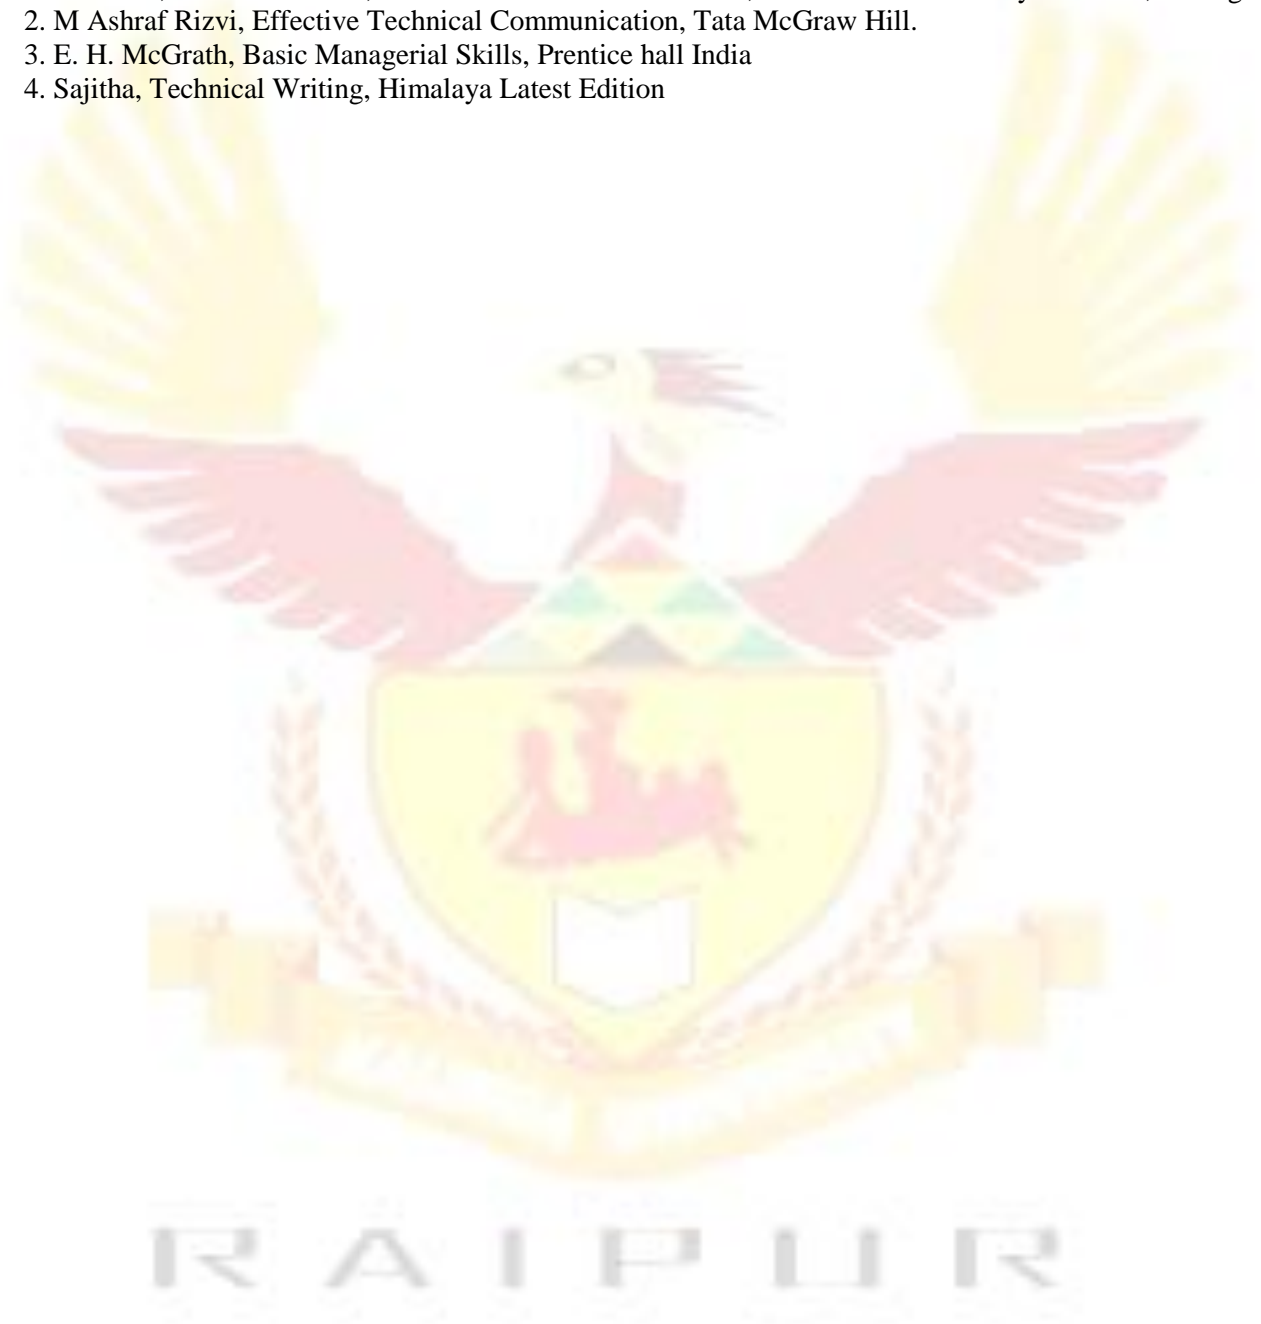 2. M Ashraf Rizvi, Effective Technical Communication, Tata McGraw Hill.
3. E. H. McGrath, Basic Managerial Skills, Prentice hall India
4. Sajitha, Technical Writing, Himalaya Latest Edition
RAIPUR